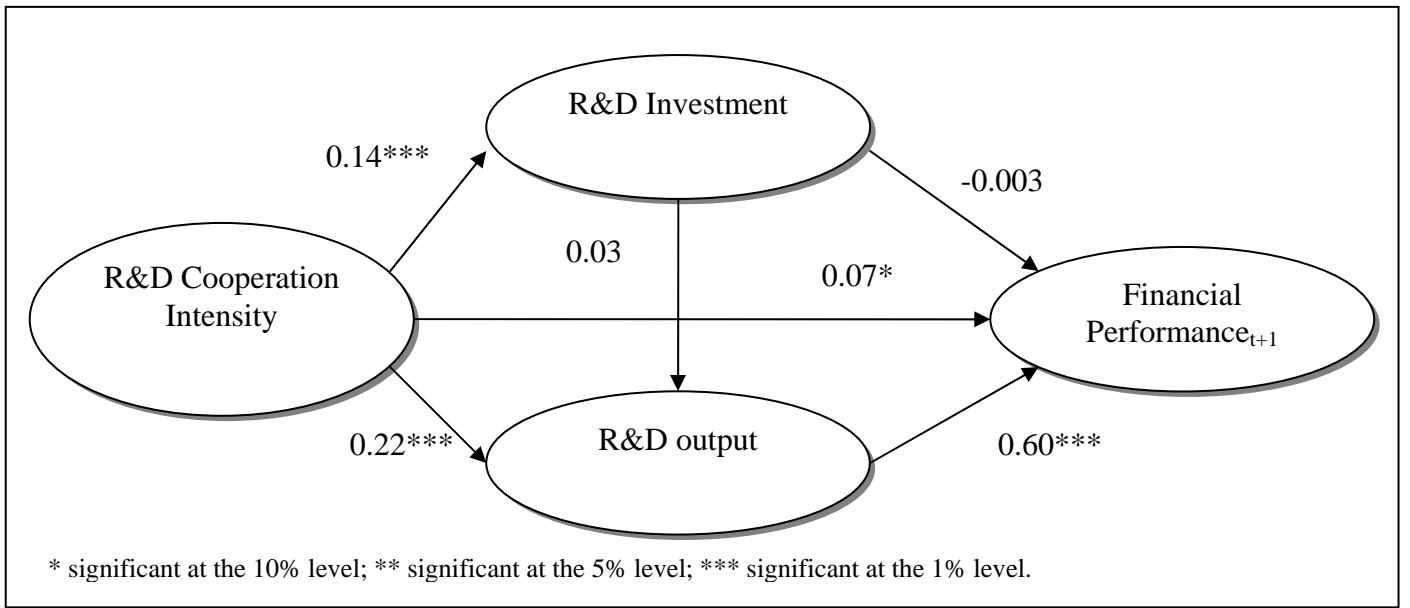 R&D Investment
0.14***
-0.003
R&D Cooperation
Intensity
0.03
0.07*
Financial
Performancet+1
0.22***
R&D output
0.60***
* significant at the 10% level; ** significant at the 5% level; *** significant at the 1% level.